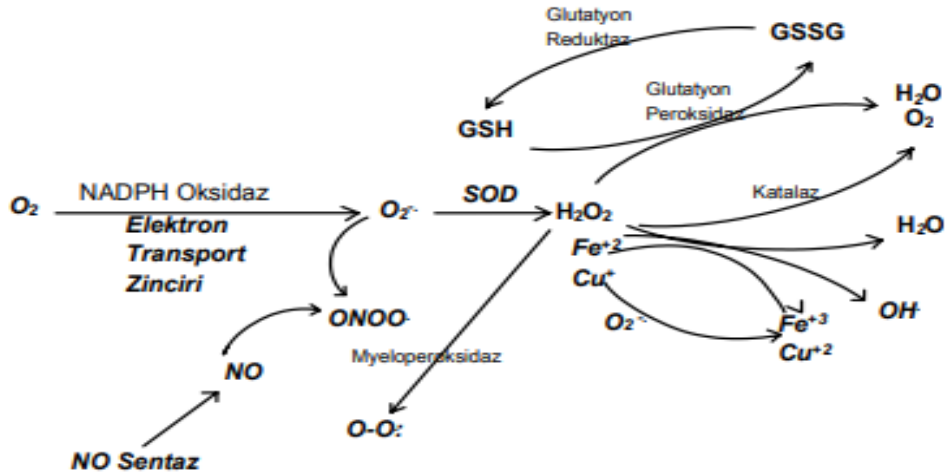 Glutatyon
Reduktaz
GSSG
Glutatyon
Peroksidaz
H₂O
O₂
GSH
NADPH Oksidaz
SOD
Katalaz
O₂
O₂⁻·
H₂O₂
H₂O
Elektron
Transport
Zinciri
Fe⁺²
Cu⁺
OH·
ONOO·
O₂⁻·
Fe⁺³
Cu⁺²
Myeloperoksidaz
NO
O-O:
NO Sentaz